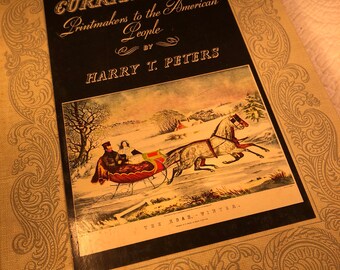 Printmakers to the American
People
BY
HARRY T. PETERS
THE ROAD,—WINTER.